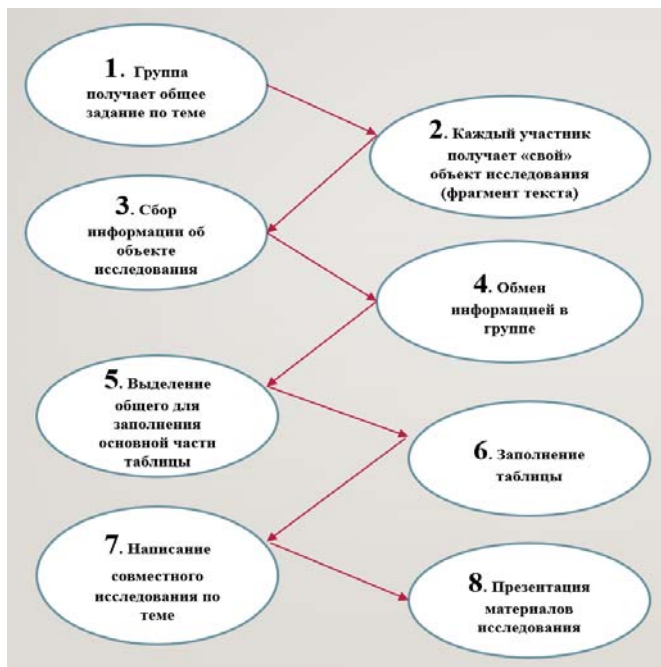 1. Группа
получает общее
задание по теме
2. Каждый участник
получает «свой»
объект исследования
(фрагмент текста)
3. Сбор
информации об
объекте
исследования
4. Обмен
информацией в
группе
5. Выделение
общего для
заполнения
основной части
таблицы
6. Заполнение
таблицы
7. Написание
совместного
исследования по
теме
8. Презентация
материалов
исследования